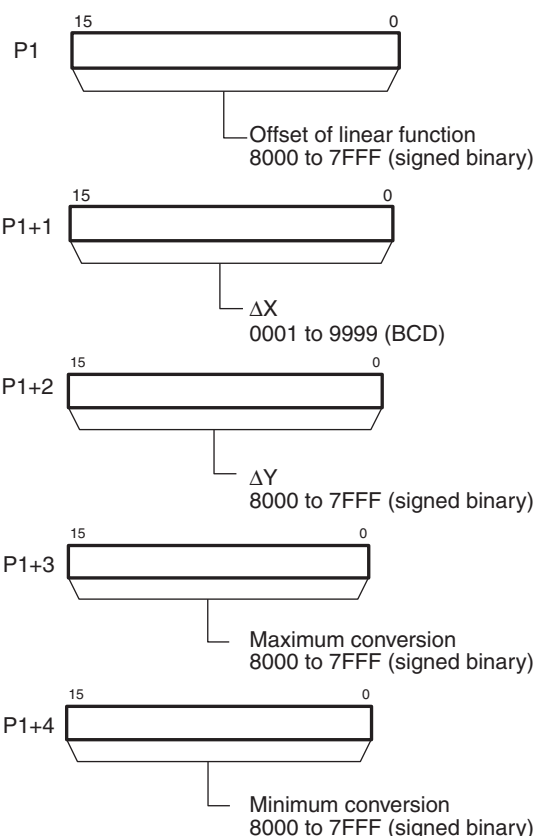 15 0
P1
Offset of linear function
8000 to 7FFF (signed binary)
15 0
P1+1
ΔX
0001 to 9999 (BCD)
15 0
P1+2
ΔY
8000 to 7FFF (signed binary)
15 0
P1+3
Maximum conversion
8000 to 7FFF (signed binary)
15 0
P1+4
Minimum conversion
8000 to 7FFF (signed binary)